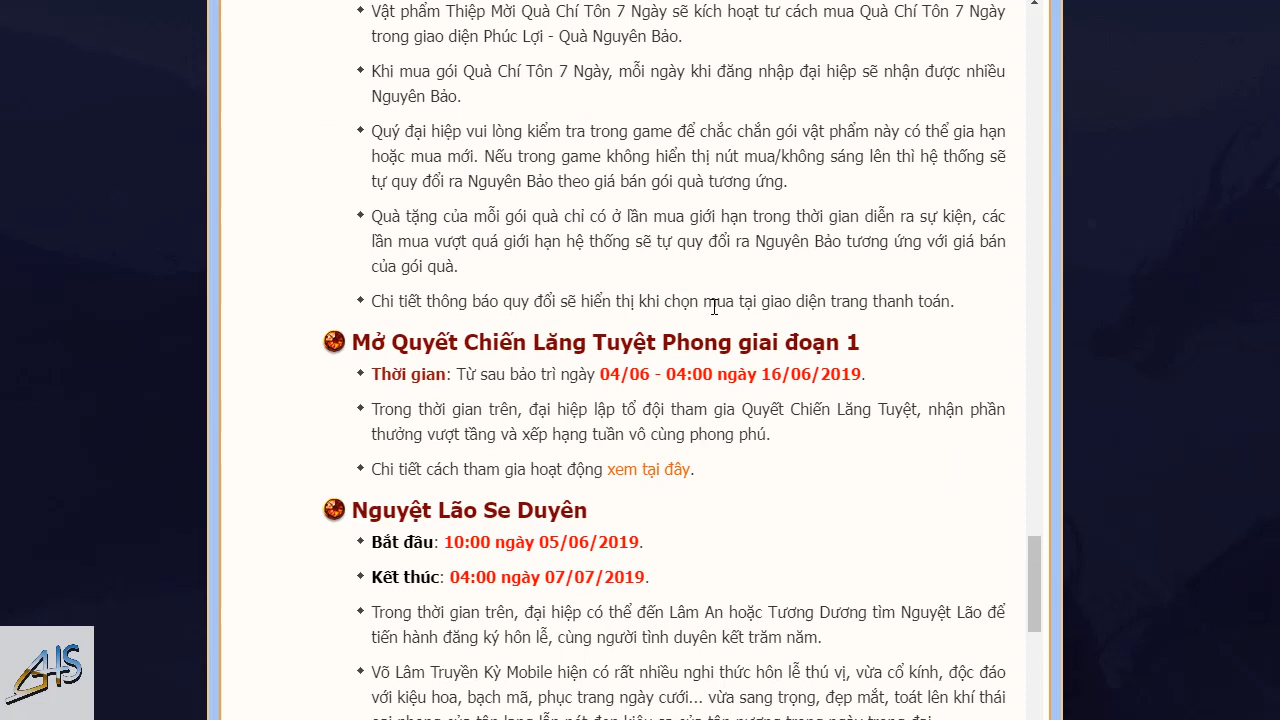 Vật phẩm Thiệp Mời Quà Chí Tôn 7 Ngày sẽ kích hoạt tư cách mua Quà Chí Tôn 7 Ngày
trong giao diện Phúc Lợi - Quà Nguyên Bảo.
Khi mua gói Quà Chí Tôn 7 Ngày, mỗi ngày khi đăng nhập đại hiệp sẽ nhận được nhiều
Nguyên Bảo.
Quý đại hiệp vui lòng kiểm tra trong game để chắc chắn gói vật phẩm này có thể gia hạn
hoặc mua mới. Nếu trong game không hiển thị nút mua/không sáng lên thì hệ thống sẽ
tự quy đổi ra Nguyên Bảo theo giá bán gói quà tương ứng.
Quà tặng của mỗi gói quà chỉ có ở lần mua giới hạn trong thời gian diễn ra sự kiện, các
lần mua vượt quá giới hạn hệ thống sẽ tự quy đổi ra Nguyên Bảo tương ứng với giá bán
của gói quà.
Chi tiết thông báo quy đổi sẽ hiển thị khi chọn mua tại giao diện trang thanh toán.
Mở Quyết Chiến Lăng Tuyệt Phong giai đoạn 1
Thời gian: Từ sau bảo trì ngày 04/06 - 04:00 ngày 16/06/2019.
Trong thời gian trên, đại hiệp lập tổ đội tham gia Quyết Chiến Lăng Tuyệt, nhận phần
thưởng vượt tầng và xếp hạng tuần vô cùng phong phú.
Chi tiết cách tham gia hoạt động xem tại đây.
Nguyệt Lão Se Duyên
Bắt đầu: 10:00 ngày 05/06/2019.
Kết thúc: 04:00 ngày 07/07/2019.
Trong thời gian trên, đại hiệp có thể đến Lâm An hoặc Tương Dương tìm Nguyệt Lão để
tiến hành đăng ký hôn lễ, cùng người tình duyên kết trăm năm.
Võ Lâm Truyền Kỳ Mobile hiện có rất nhiều nghi thức hôn lễ thú vị, vừa cổ kính, độc đáo
với kiệu hoa, bạch mã, phục trang ngày cưới... vừa sang trọng, đẹp mắt, toát lên khí thái